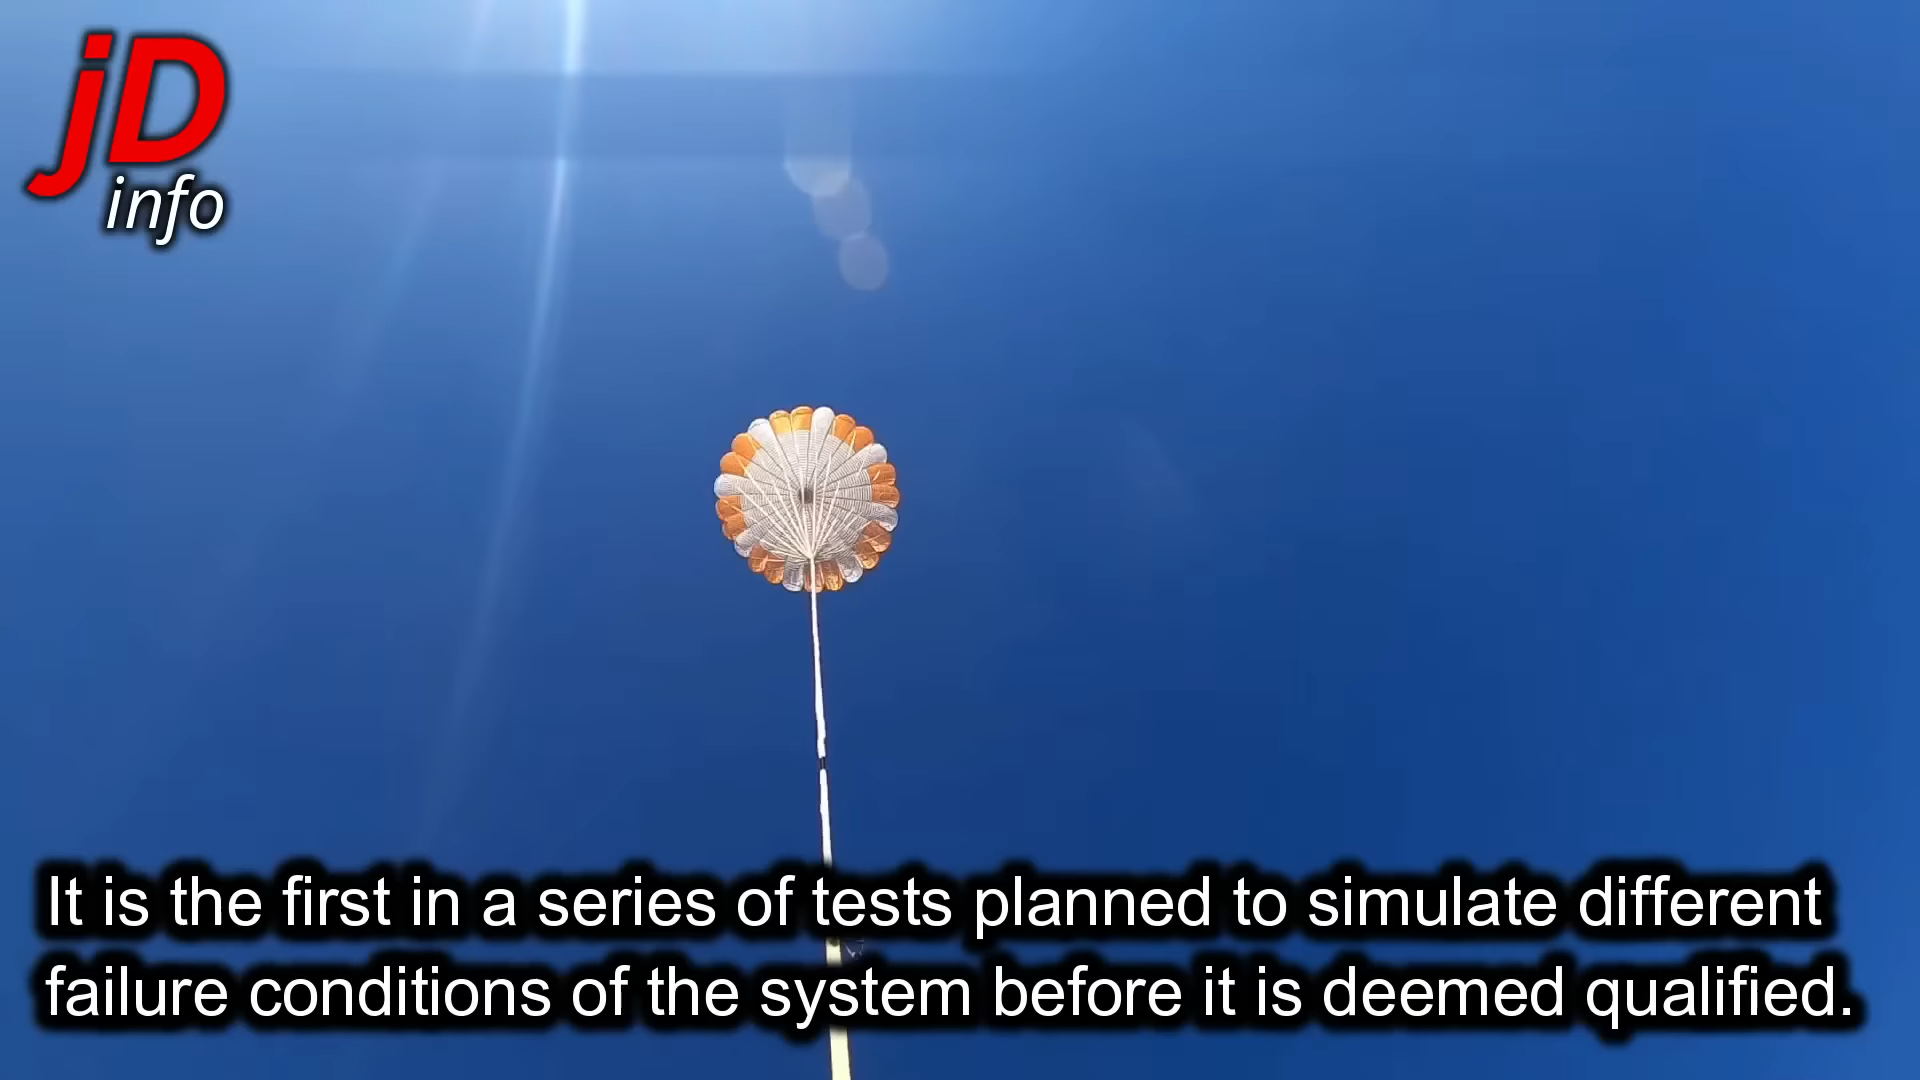 jD
info
It is the first in a series of tests planned to simulate different
failure conditions of the system before it is deemed qualified.